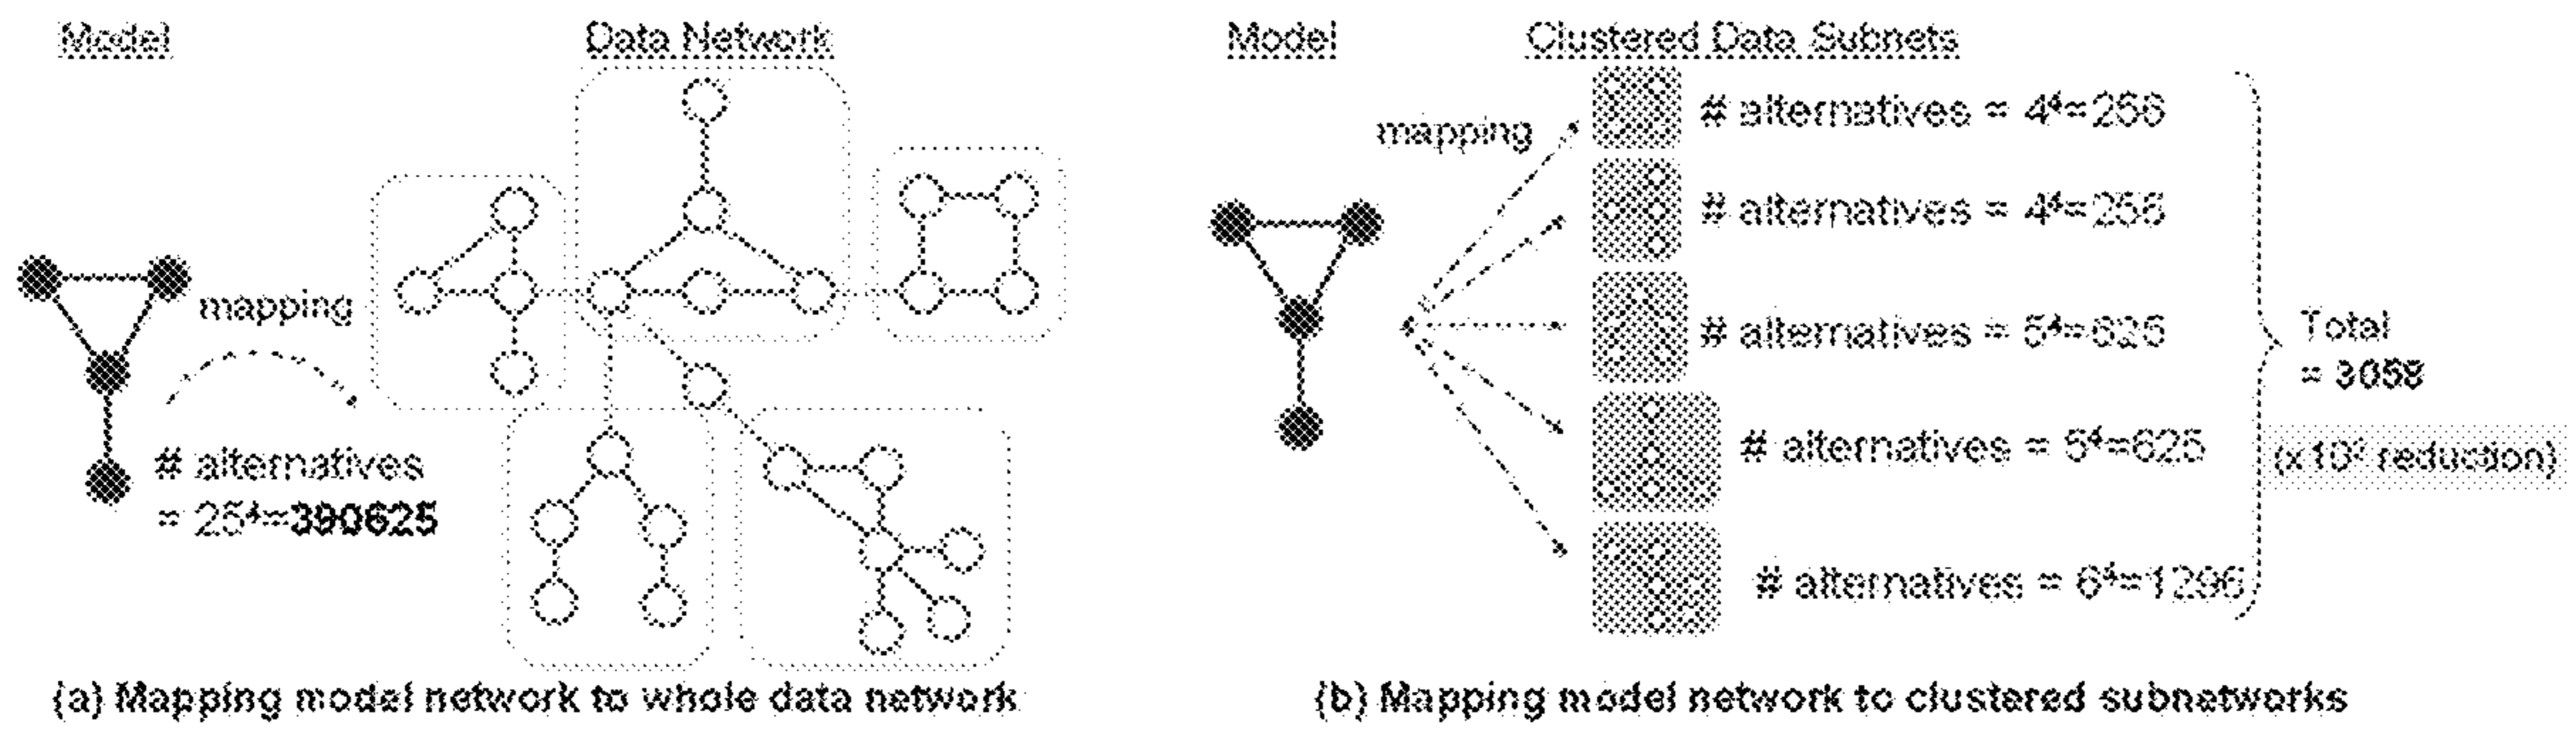 Model
Data Network
mapping
# alternatives
= 25⁴=390625
(a) Mapping model network to whole data network
Model
Clustered Data Subnets
mapping
# alternatives = 4⁴=256
# alternatives = 4⁴=256
# alternatives = 5⁴=625
# alternatives = 5⁴=625
# alternatives = 6⁴=1296
Total
= 3058
(x10² reduction)
(b) Mapping model network to clustered subnetworks